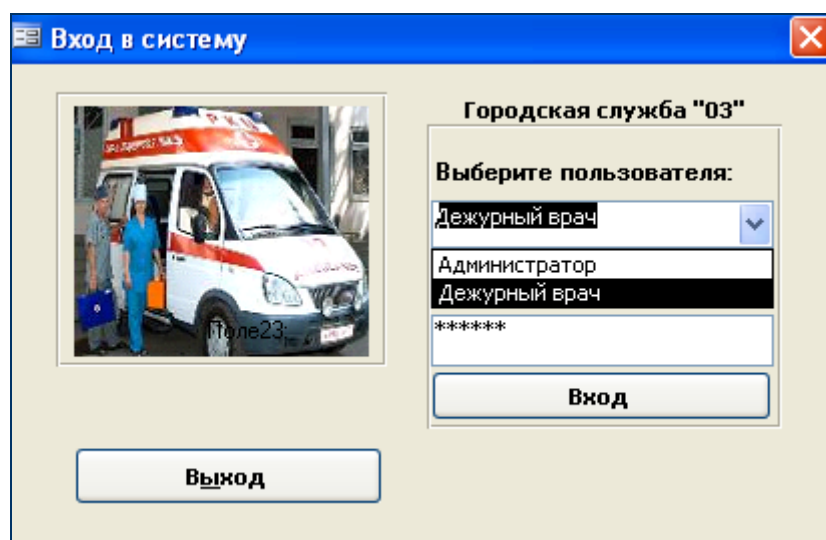 Вход в систему
Городская служба "03"
Выберите пользователя:
Дежурный врач
Администратор
Дежурный врач
******
Вход
Поле23:
Выход